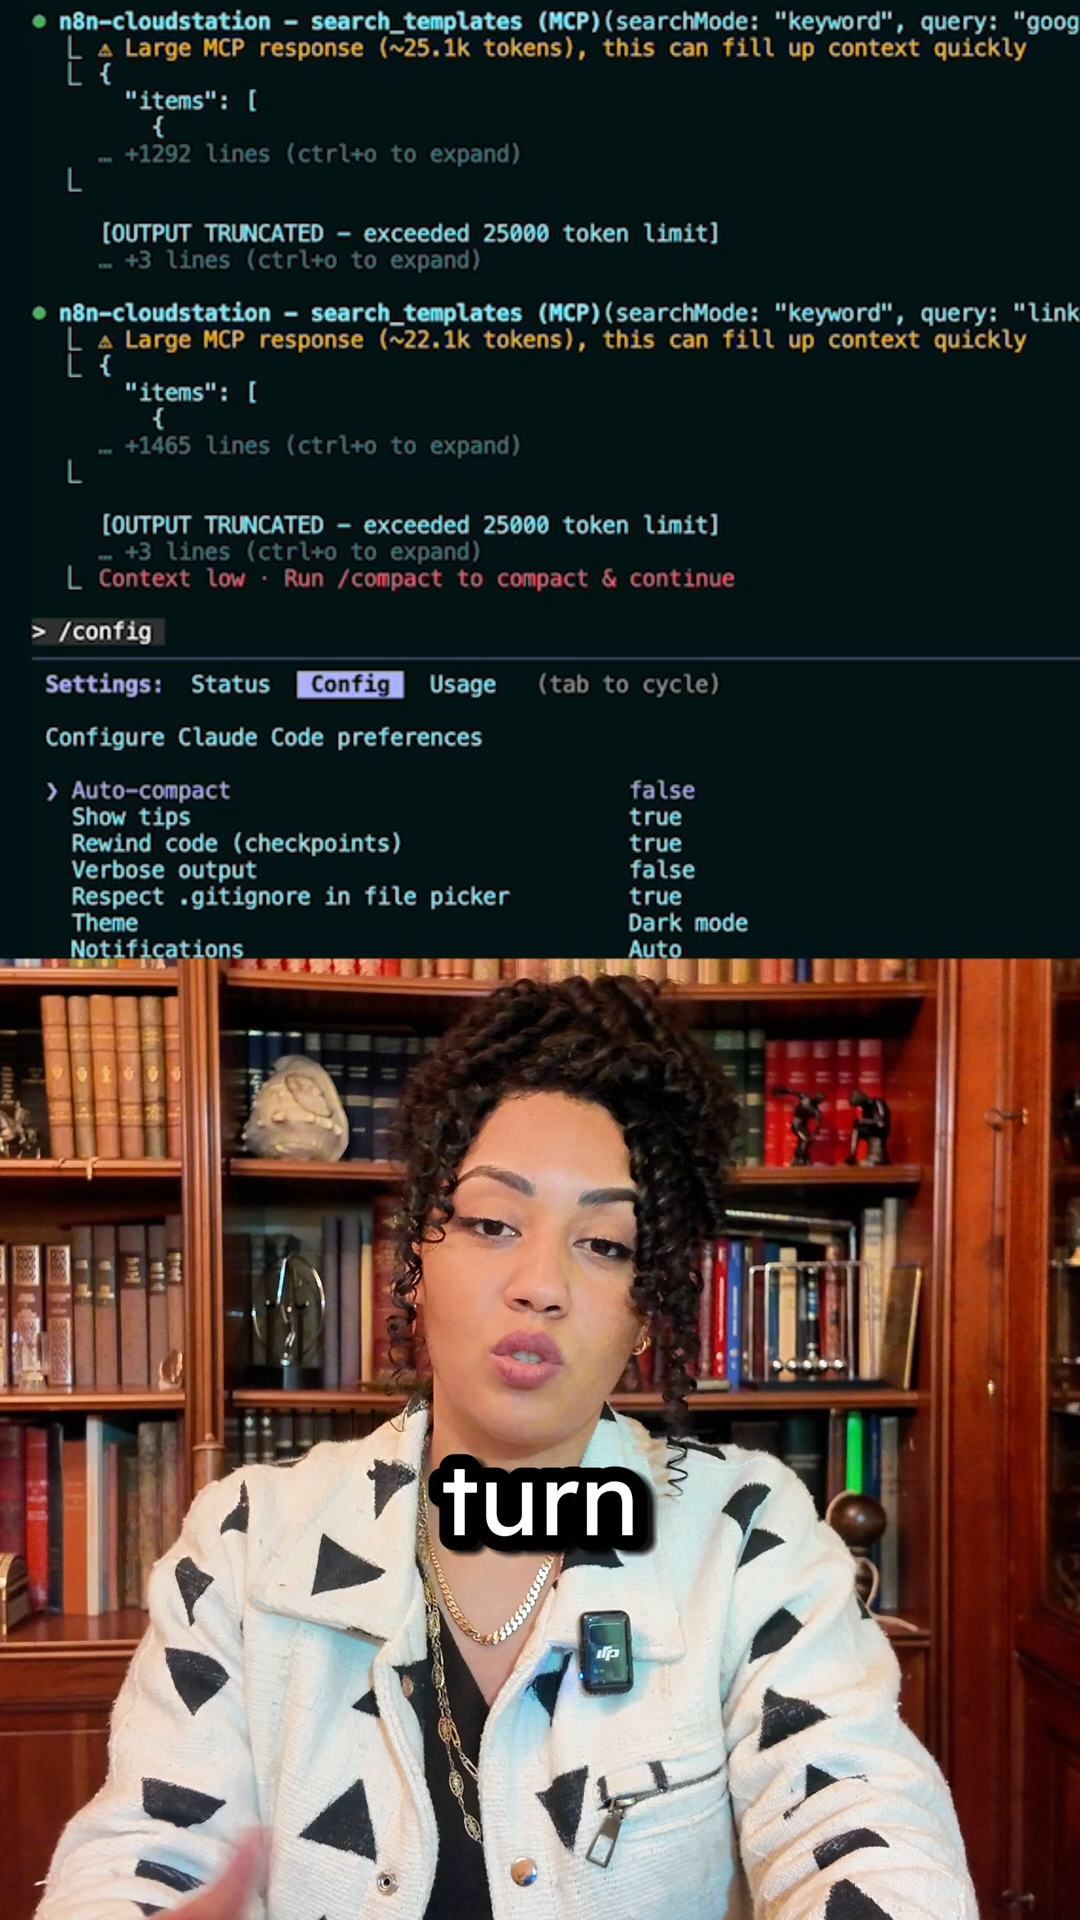 ● n8n-cloudstation – search_templates (MCP)(searchMode: "keyword", query: "goog
⎿ ⚠ Large MCP response (~25.1k tokens), this can fill up context quickly
⎿ {
"items": [
{
… +1292 lines (ctrl+o to expand)
⎿
[OUTPUT TRUNCATED – exceeded 25000 token limit]
… +3 lines (ctrl+o to expand)
● n8n-cloudstation – search_templates (MCP)(searchMode: "keyword", query: "link
⎿ ⚠ Large MCP response (~22.1k tokens), this can fill up context quickly
⎿ {
"items": [
{
… +1465 lines (ctrl+o to expand)
⎿
[OUTPUT TRUNCATED – exceeded 25000 token limit]
… +3 lines (ctrl+o to expand)
⎿ Context low · Run /compact to compact & continue
> /config
Settings: Status Config Usage (tab to cycle)
Configure Claude Code preferences
❯ Auto-compact false
Show tips true
Rewind code (checkpoints) true
Verbose output false
Respect .gitignore in file picker true
Theme Dark mode
Notifications Auto
turn
dji